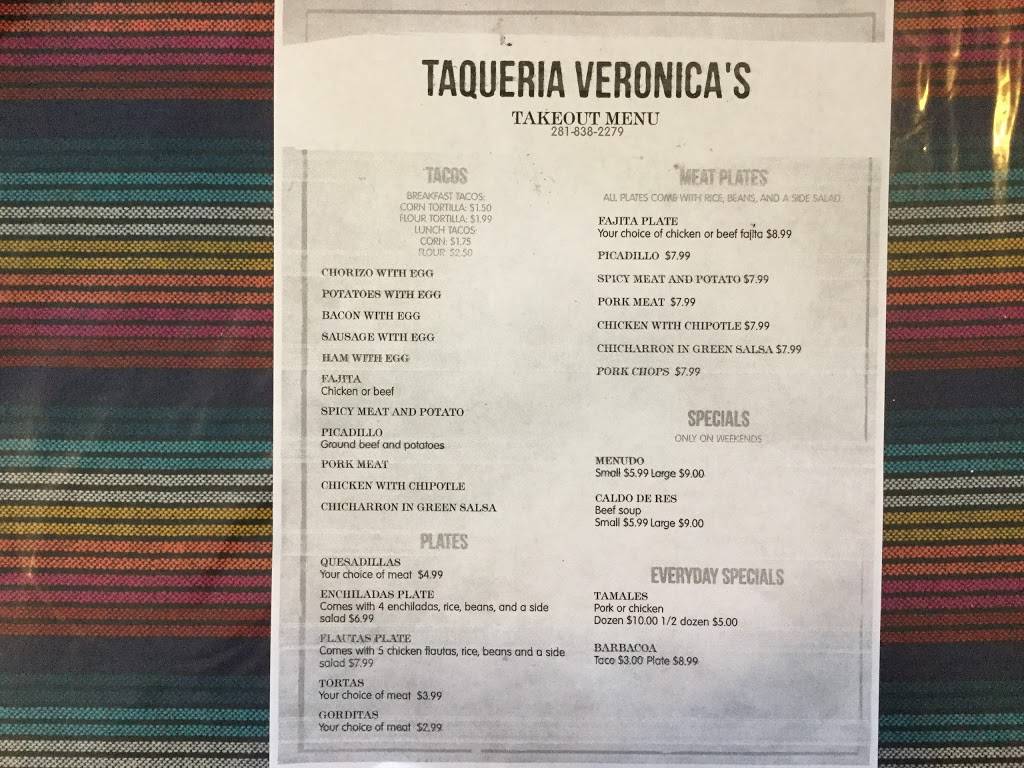 TAQUERIA VERONICA'S
TAKEOUT MENU
281-838-2279
TACOS
BREAKFAST TACOS:
CORN TORTILLA: $1.50
FLOUR TORTILLA: $1.99
LUNCH TACOS:
CORN: $1.75
FLOUR: $2.50
CHORIZO WITH EGG
POTATOES WITH EGG
BACON WITH EGG
SAUSAGE WITH EGG
HAM WITH EGG
FAJITA
Chicken or beef
SPICY MEAT AND POTATO
PICADILLO
Ground beef and potatoes
PORK MEAT
CHICKEN WITH CHIPOTLE
CHICHARRON IN GREEN SALSA
PLATES
QUESADILLAS
Your choice of meat $4.99
ENCHILADAS PLATE
Comes with 4 enchiladas, rice, beans, and a side
salad $6.99
FLAUTAS PLATE
Comes with 5 chicken flautas, rice, beans and a side
salad $7.99
TORTAS
Your choice of meat $3.99
GORDITAS
Your choice of meat $2.99
MEAT PLATES
ALL PLATES COME WITH RICE, BEANS, AND A SIDE SALAD.
FAJITA PLATE
Your choice of chicken or beef fajita $8.99
PICADILLO $7.99
SPICY MEAT AND POTATO $7.99
PORK MEAT $7.99
CHICKEN WITH CHIPOTLE $7.99
CHICHARRON IN GREEN SALSA $7.99
PORK CHOPS $7.99
SPECIALS
ONLY ON WEEKENDS
MENUDO
Small $5.99 Large $9.00
CALDO DE RES
Beef soup
Small $5.99 Large $9.00
EVERYDAY SPECIALS
TAMALES
Pork or chicken
Dozen $10.00 1/2 dozen $5.00
BARBACOA
Taco $3.00 Plate $8.99